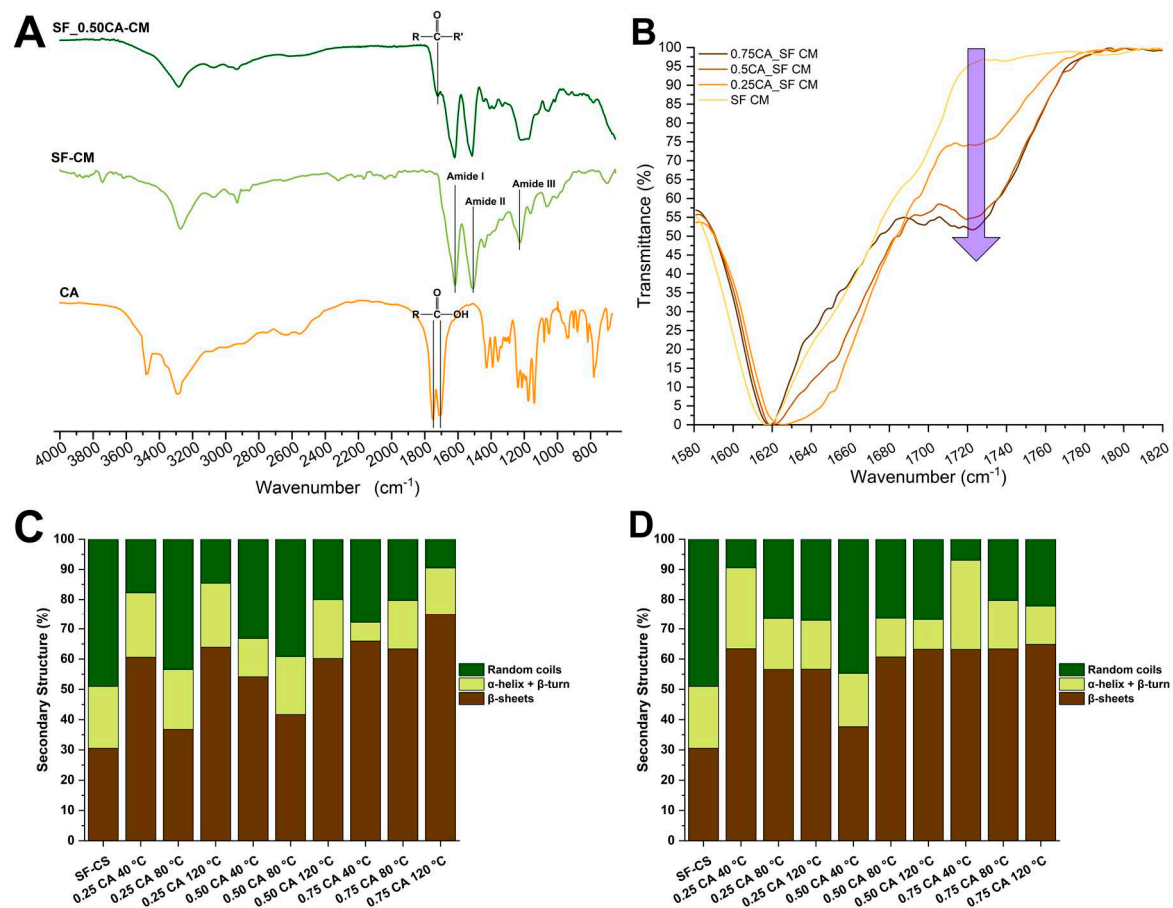 A
SF_0.50CA-CM
O
R—C—R'
SF-CM
Amide I
Amide II
Amide III
CA
O
R—C—OH
4000 3800 3600 3400 3200 3000 2800 2600 2400 2200 2000 1800 1600 1400 1200 1000 800
Wavenumber (cm-1)
B
0.75CA_SF CM
0.5CA_SF CM
0.25CA_SF CM
SF CM
100
95
90
85
80
75
70
65
60
55
50
45
40
35
30
25
20
15
10
5
0
Transmittance (%)
1580 1600 1620 1640 1660 1680 1700 1720 1740 1760 1780 1800 1820
Wavenumber (cm-1)
C
100
90
80
70
60
50
40
30
20
10
0
Secondary Structure (%)
Random coils
α-helix + β-turn
β-sheets
SF-CS
0.25 CA 40 °C
0.25 CA 80 °C
0.25 CA 120 °C
0.50 CA 40 °C
0.50 CA 80 °C
0.50 CA 120 °C
0.75 CA 40 °C
0.75 CA 80 °C
0.75 CA 120 °C
D
100
90
80
70
60
50
40
30
20
10
0
Secondary Structure (%)
Random coils
α-helix + β-turn
β-sheets
SF-CS
0.25 CA 40 °C
0.25 CA 80 °C
0.25 CA 120 °C
0.50 CA 40 °C
0.50 CA 80 °C
0.50 CA 120 °C
0.75 CA 40 °C
0.75 CA 80 °C
0.75 CA 120 °C